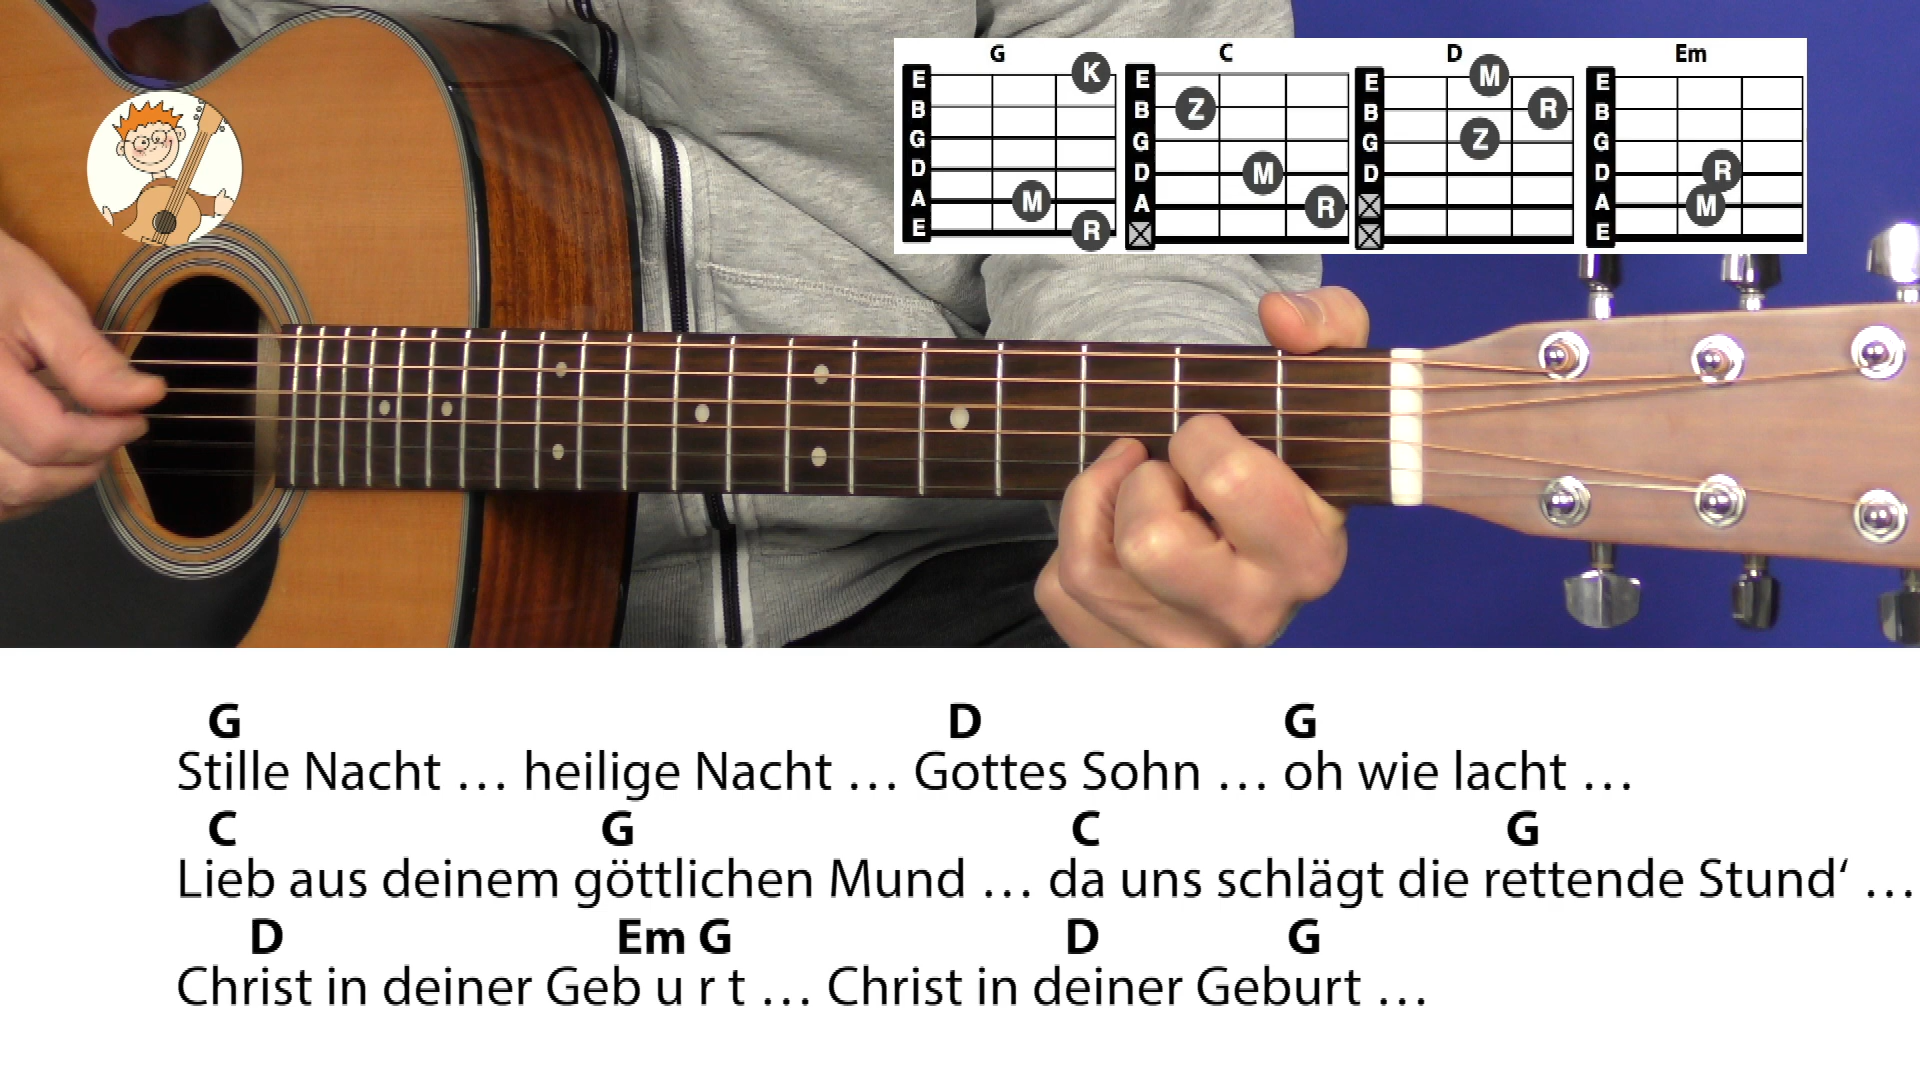 G C D Em
E K E E M E
B B Z B R B
G G G Z G
D D M D D R
A M A R A M
E R E
G D G
Stille Nacht … heilige Nacht … Gottes Sohn … oh wie lacht …
C G C G
Lieb aus deinem göttlichen Mund … da uns schlägt die rettende Stund‘ …
D Em G D G
Christ in deiner Geb u r t … Christ in deiner Geburt …